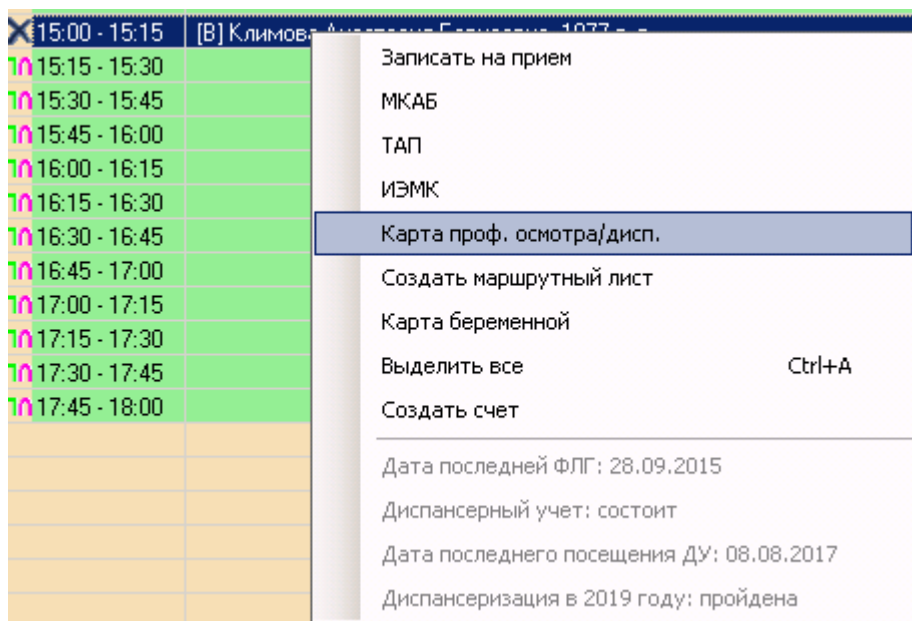 15:00 - 15:15 [В] Климова
15:15 - 15:30
15:30 - 15:45
15:45 - 16:00
16:00 - 16:15
16:15 - 16:30
16:30 - 16:45
16:45 - 17:00
17:00 - 17:15
17:15 - 17:30
17:30 - 17:45
17:45 - 18:00
Записать на прием
МКАБ
ТАП
ИЭМК
Карта проф. осмотра/дисп.
Создать маршрутный лист
Карта беременной
Выделить все Ctrl+A
Создать счет
Дата последней ФЛГ: 28.09.2015
Диспансерный учет: состоит
Дата последнего посещения ДУ: 08.08.2017
Диспансеризация в 2019 году: пройдена